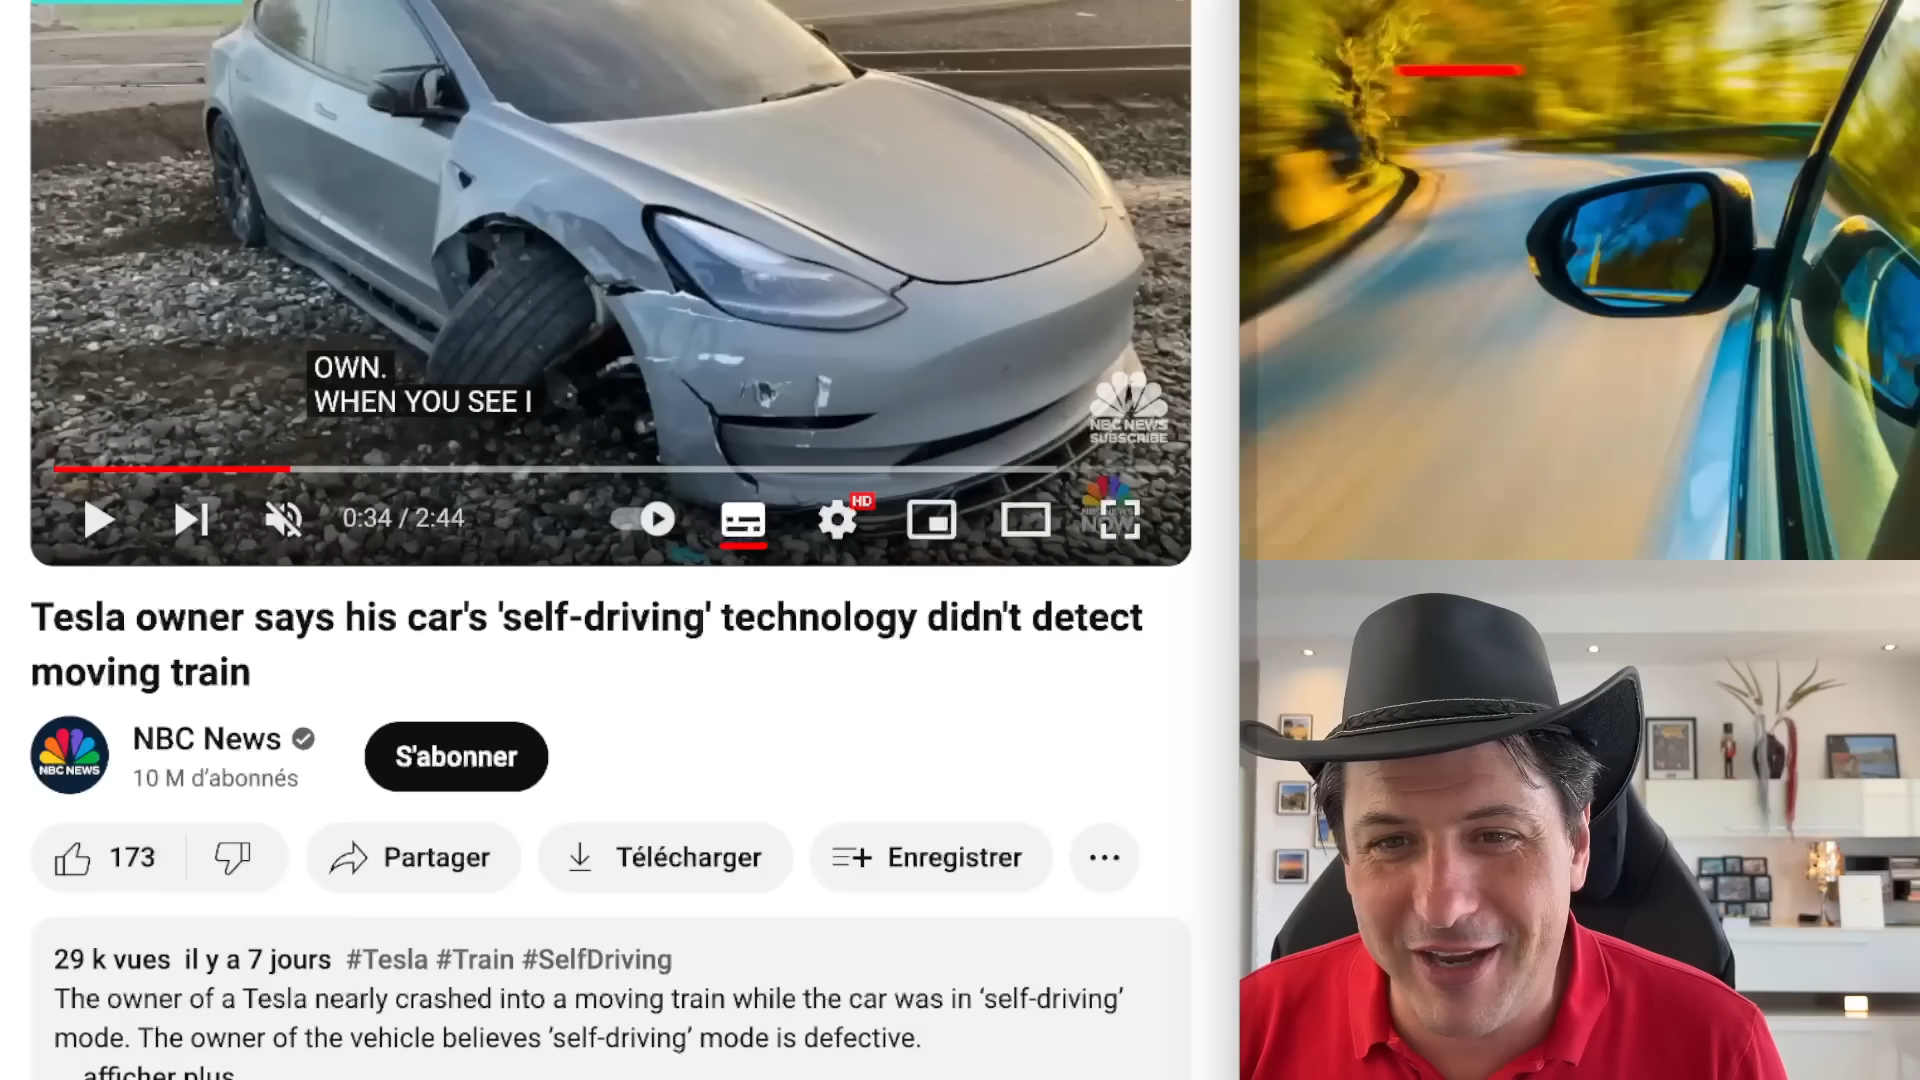 OWN.
WHEN YOU SEE I
NBC NEWS
SUBSCRIBE
0:34 / 2:44
HD
NBC NEWS
NOW
Tesla owner says his car's 'self-driving' technology didn't detect
moving train
NBC NEWS
NBC News
10 M d'abonnés
S'abonner
173
Partager
Télécharger
Enregistrer
29 k vues il y a 7 jours #Tesla #Train #SelfDriving
The owner of a Tesla nearly crashed into a moving train while the car was in ‘self-driving’
mode. The owner of the vehicle believes ’self-driving’ mode is defective.
...afficher plus